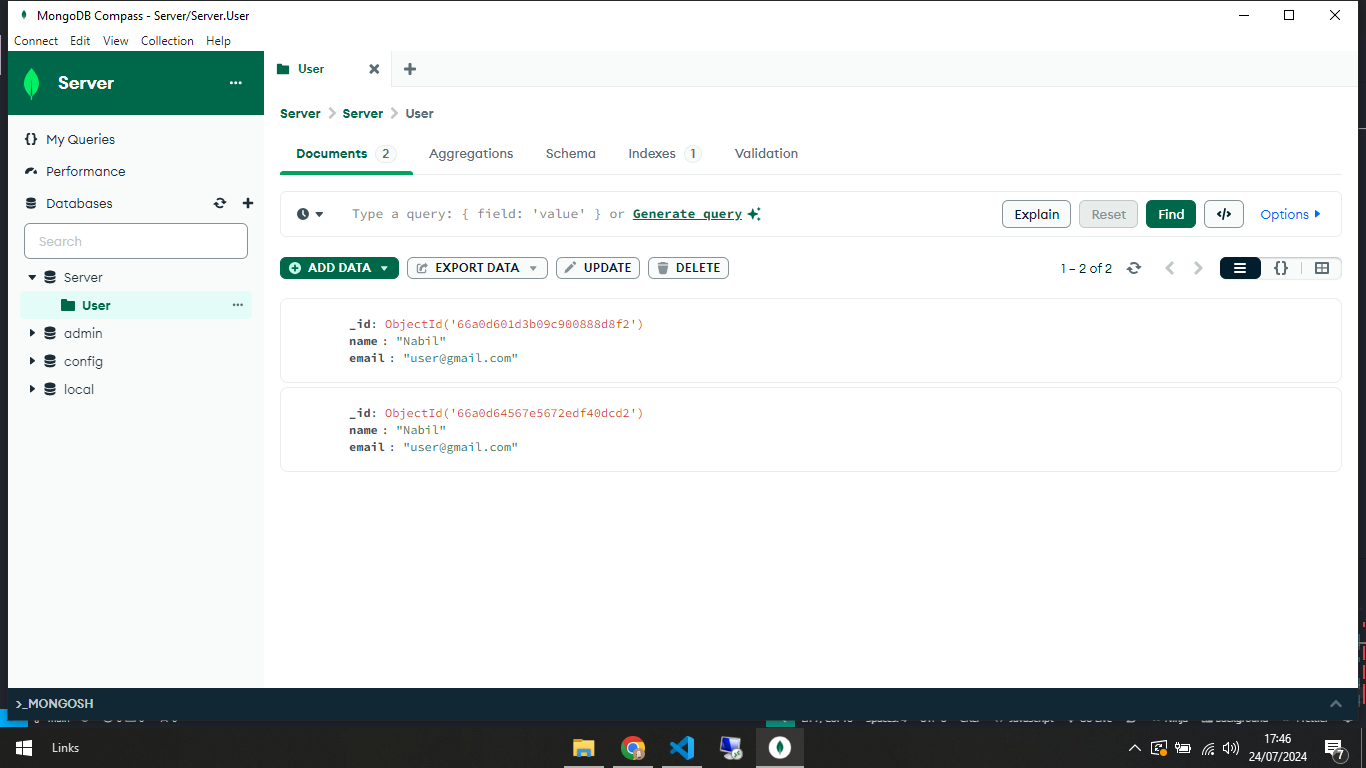 MongoDB Compass - Server/Server.User
Connect Edit View Collection Help
Server
User
My Queries
Performance
Databases
Search
Server
User
admin
config
local
Server > Server > User
Documents 2 Aggregations Schema Indexes 1 Validation
Type a query: { field: 'value' } or Generate query
Explain Reset Find </> Options
ADD DATA EXPORT DATA UPDATE DELETE
1 – 2 of 2 {}
_id: ObjectId('66a0d601d3b09c900888d8f2')
name : "Nabil"
email : "user@gmail.com"
_id: ObjectId('66a0d64567e5672edf40dcd2')
name : "Nabil"
email : "user@gmail.com"
>_MONGOSH
Links
17:46
24/07/2024
7